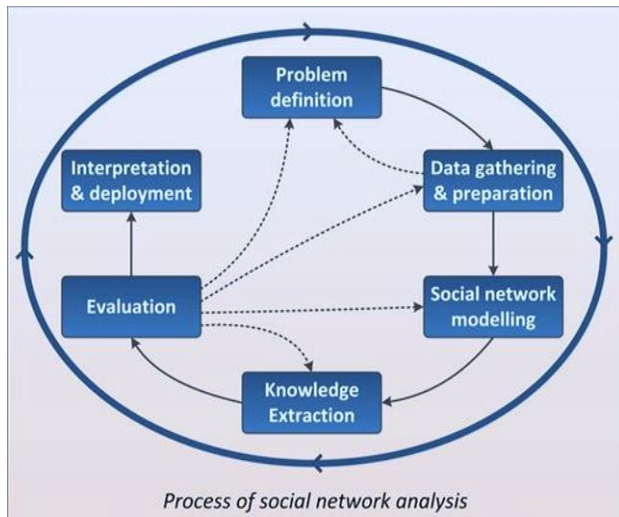 Problem
definition
Data gathering
& preparation
Social network
modelling
Knowledge
Extraction
Evaluation
Interpretation
& deployment
Process of social network analysis